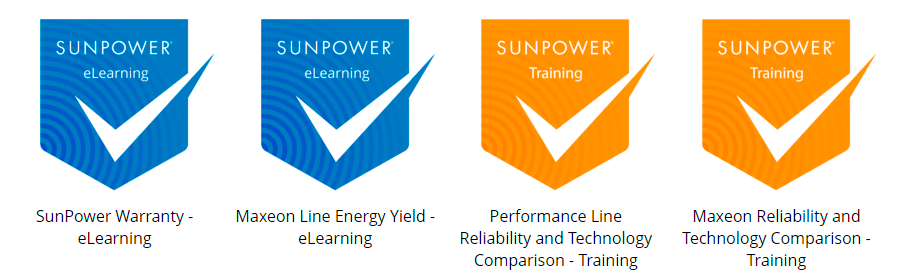 SUNPOWER®
eLearning
SunPower Warranty -
eLearning
SUNPOWER®
eLearning
Maxeon Line Energy Yield -
eLearning
SUNPOWER®
Training
Performance Line
Reliability and Technology
Comparison - Training
SUNPOWER®
Training
Maxeon Reliability and
Technology Comparison -
Training